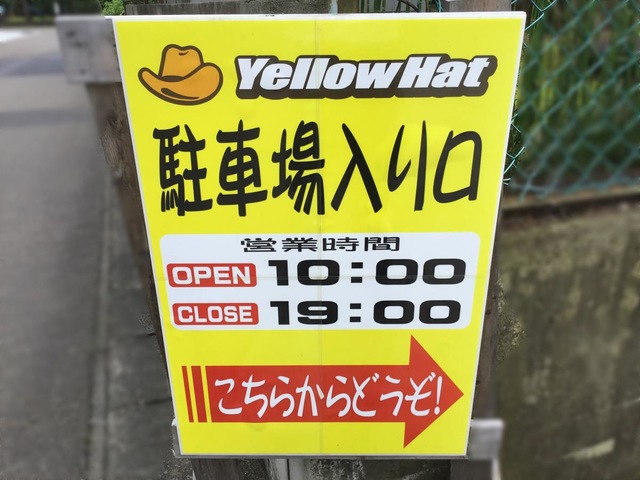 YellowHat
駐車場入り口
営業時間
OPEN 10:00
CLOSE 19:00
こちらからどうぞ!